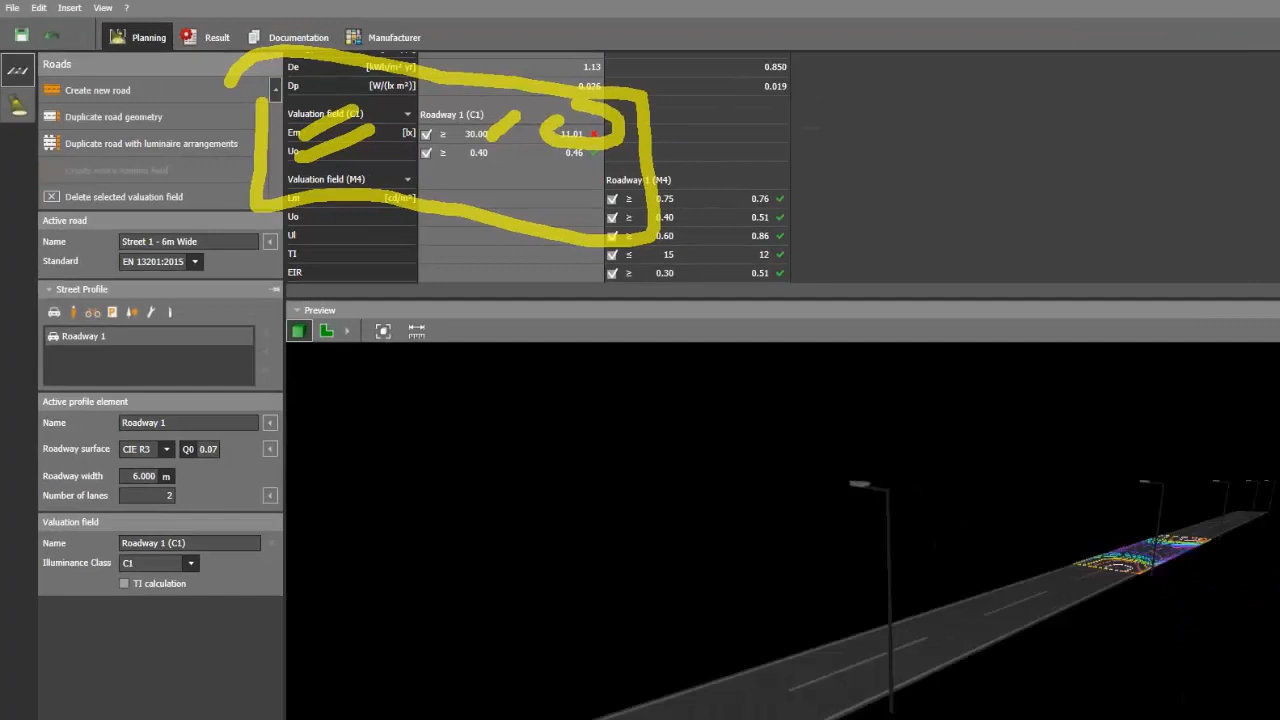 File Edit Insert View ?
Planning Result Documentation Manufacturer
Roads
Create new road
Duplicate road geometry
Duplicate road with luminaire arrangements
Delete selected valuation field
Active road
Name Street 1 - 6m Wide
Standard EN 13201:2015
Street Profile
Roadway 1
Active profile element
Name Roadway 1
Roadway surface CIE R3 Q0 0.07
Roadway width 6.000 m
Number of lanes 2
Valuation field
Name Roadway 1 (C1)
Illuminance Class C1
TI calculation
De [kWh/m² yr] 1.13 0.850
Dp [W/(lx m²)] 0.026 0.019
Valuation field (C1) Roadway 1 (C1)
Em [lx] ≥ 30.00 11.01
Uo ≥ 0.40 0.46
Valuation field (M4) Roadway 1 (M4)
Lm [cd/m²] ≥ 0.75 0.76
Uo ≥ 0.40 0.51
Ul ≥ 0.60 0.86
TI ≤ 15 12
EIR ≥ 0.30 0.51
Preview